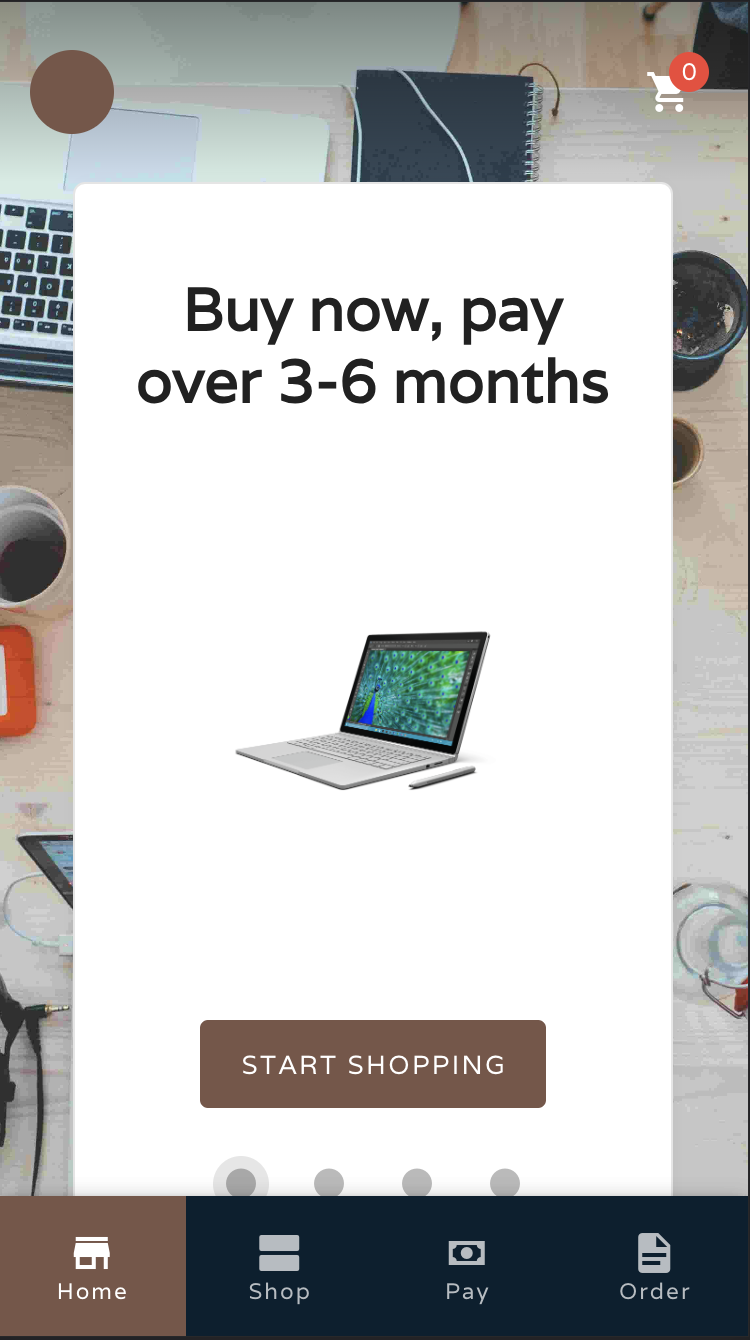 0
Buy now, pay
over 3-6 months
START SHOPPING
Home
Shop
Pay
Order